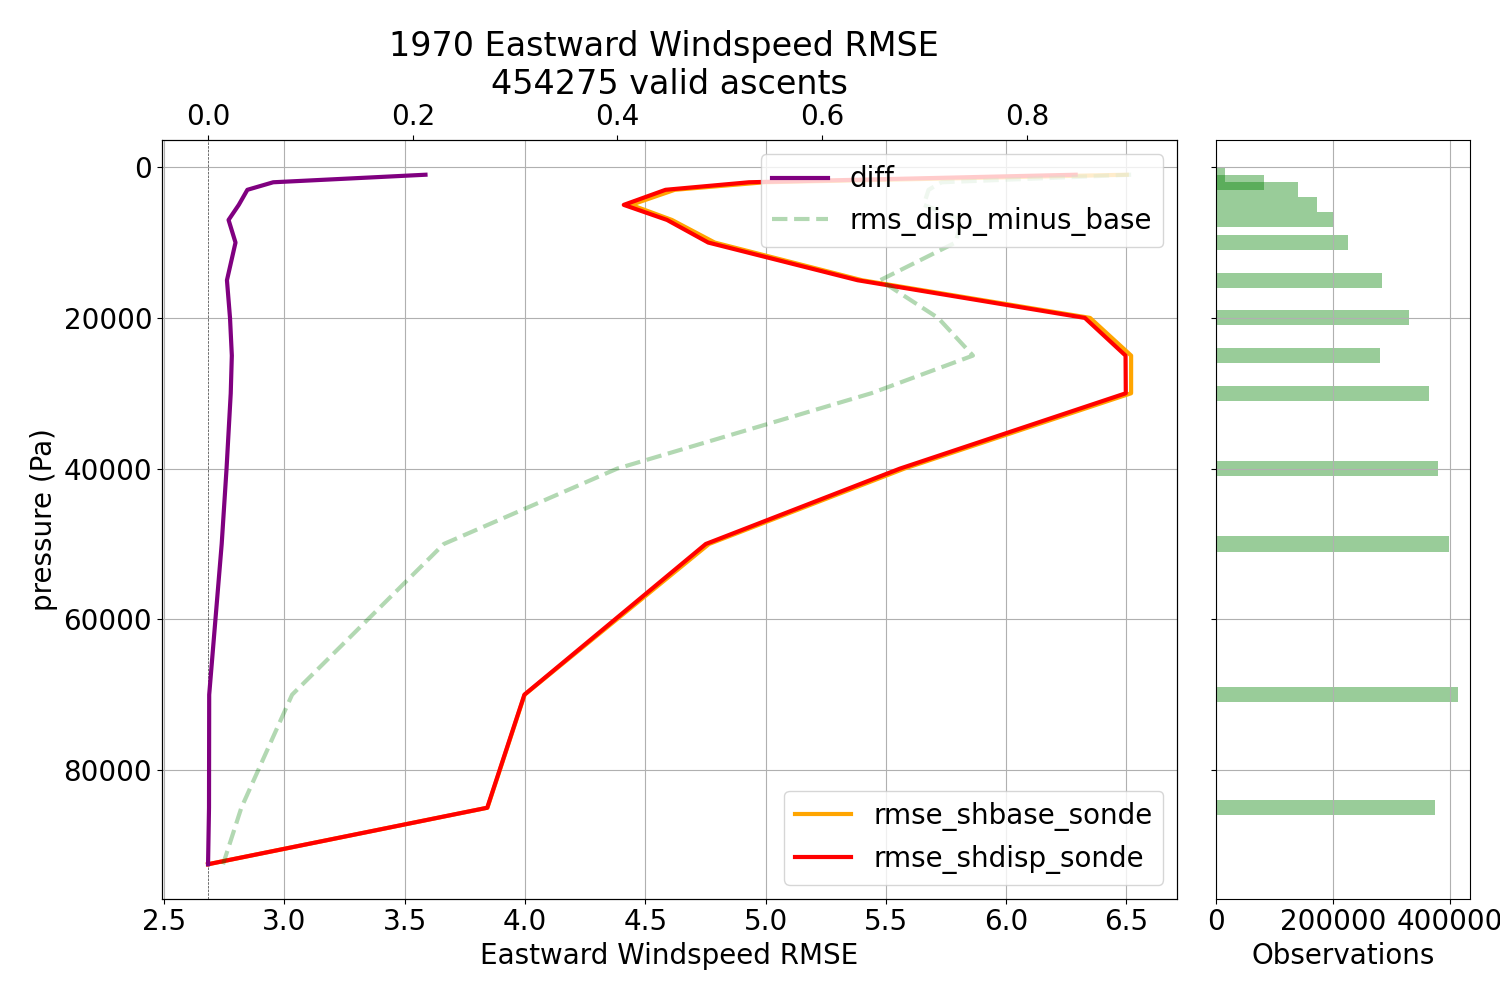 1970 Eastward Windspeed RMSE
454275 valid ascents
0.0 0.2 0.4 0.6 0.8
diff
rms_disp_minus_base
0
20000
40000
60000
80000
pressure (Pa)
rmse_shbase_sonde
rmse_shdisp_sonde
2.5 3.0 3.5 4.0 4.5 5.0 5.5 6.0 6.5
Eastward Windspeed RMSE
0 200000 400000
Observations